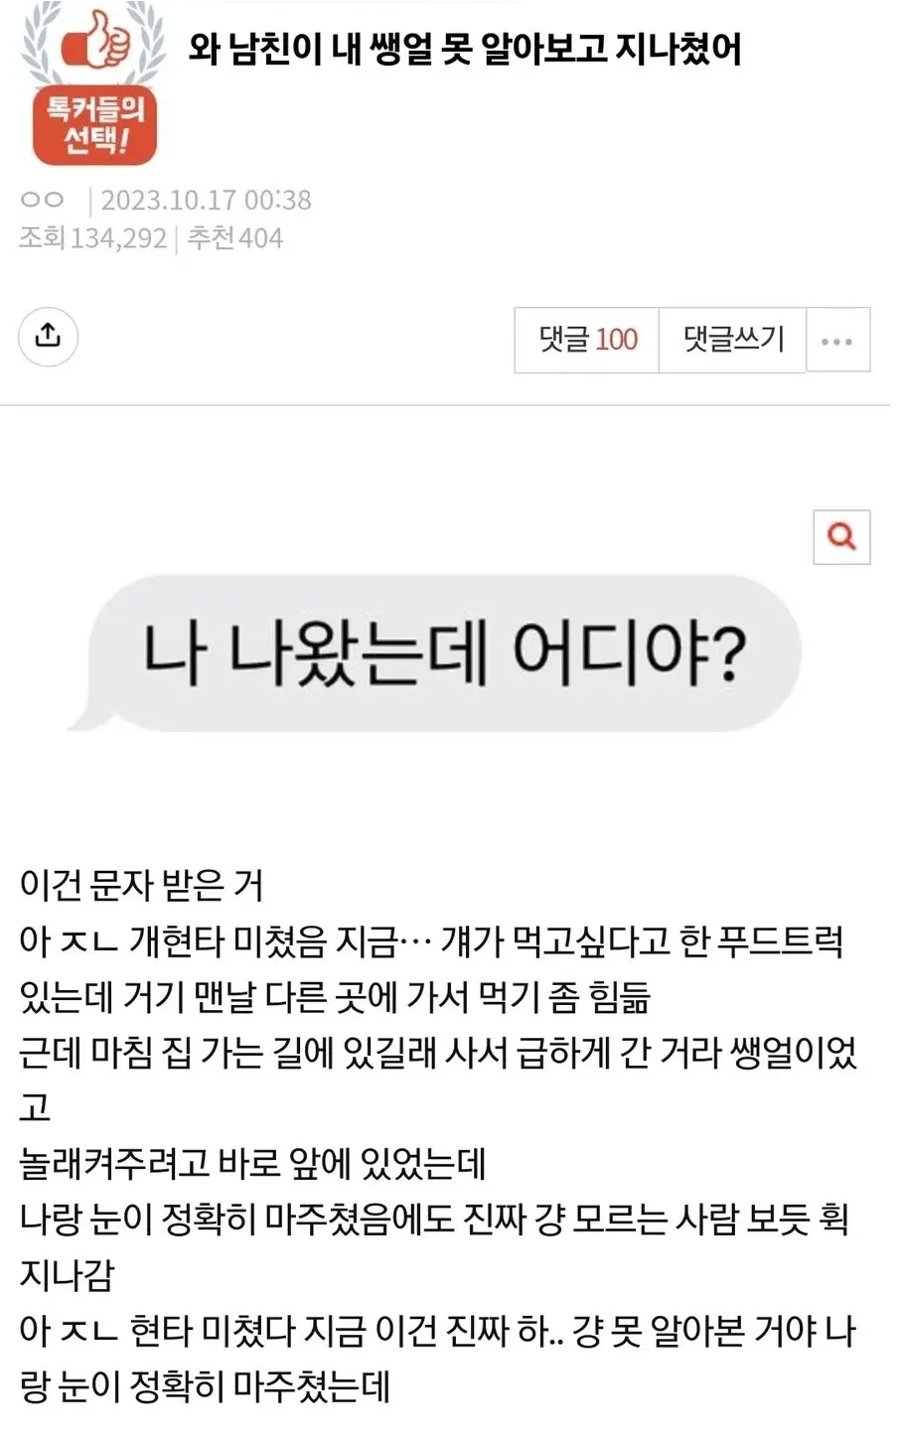 와 남친이 내 쌩얼 못 알아보고 지나쳤어
톡커들의
선택!
ㅇㅇ | 2023.10.17 00:38
조회 134,292 | 추천 404
댓글 100 댓글쓰기 ...
나 나왔는데 어디야?
이건 문자 받은 거
아 ㅈㄴ 개현타 미쳤음 지금… 걔가 먹고싶다고 한 푸드트럭
있는데 거기 맨날 다른 곳에 가서 먹기 좀 힘듦
근데 마침 집 가는 길에 있길래 사서 급하게 간 거라 쌩얼이었
고
놀래켜주려고 바로 앞에 있었는데
나랑 눈이 정확히 마주쳤음에도 진짜 걍 모르는 사람 보듯 휙
지나감
아 ㅈㄴ 현타 미쳤다 지금 이건 진짜 하.. 걍 못 알아본 거야 나
랑 눈이 정확히 마주쳤는데